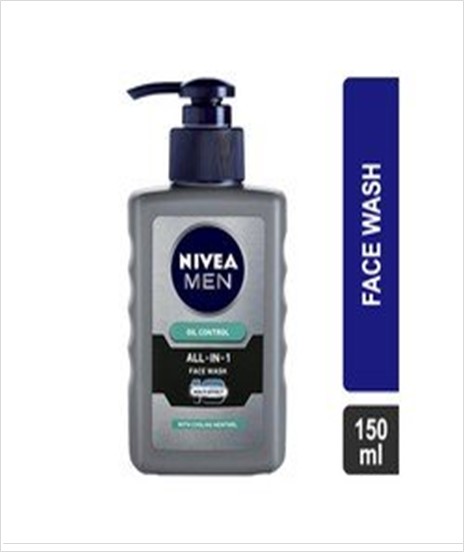 NIVEA
MEN
OIL CONTROL
ALL-IN-1
FACE WASH
WITH COOLING MENTHOL
FACE WASH
150
ml